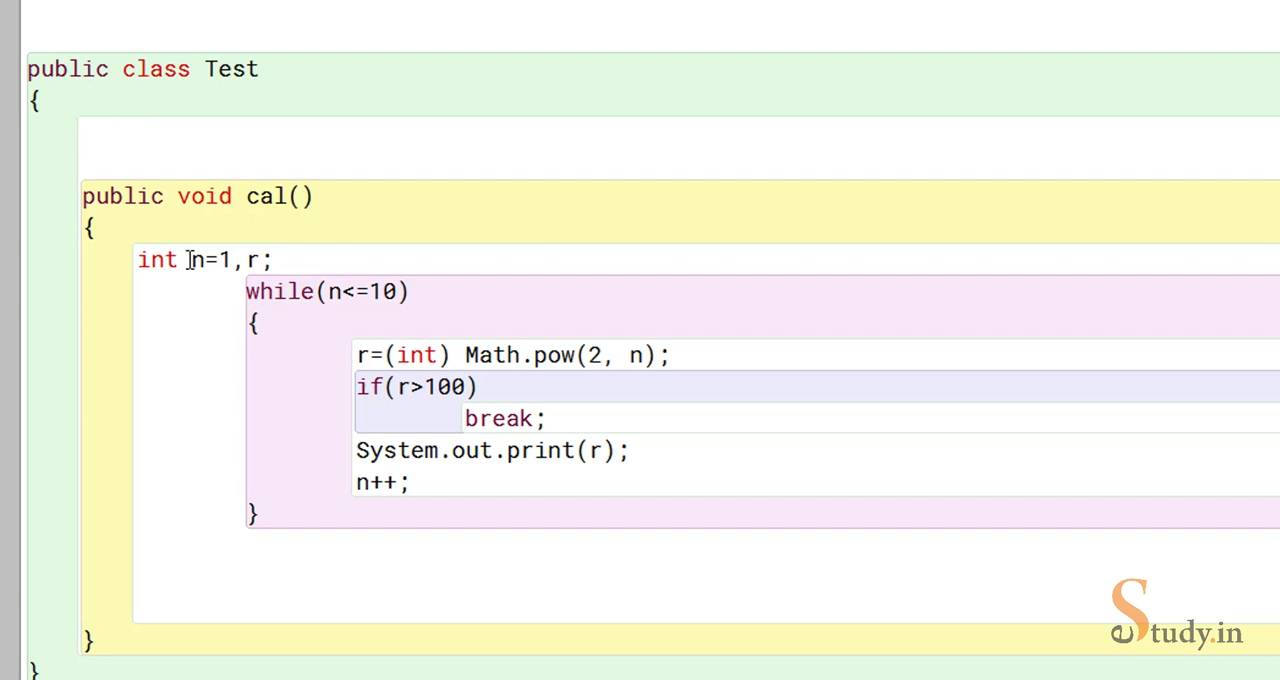 public class Test
{
public void cal()
{
int n=1,r;
while(n<=10)
{
r=(int) Math.pow(2, n);
if(r>100)
break;
System.out.print(r);
n++;
}
}
}
eStudy.in